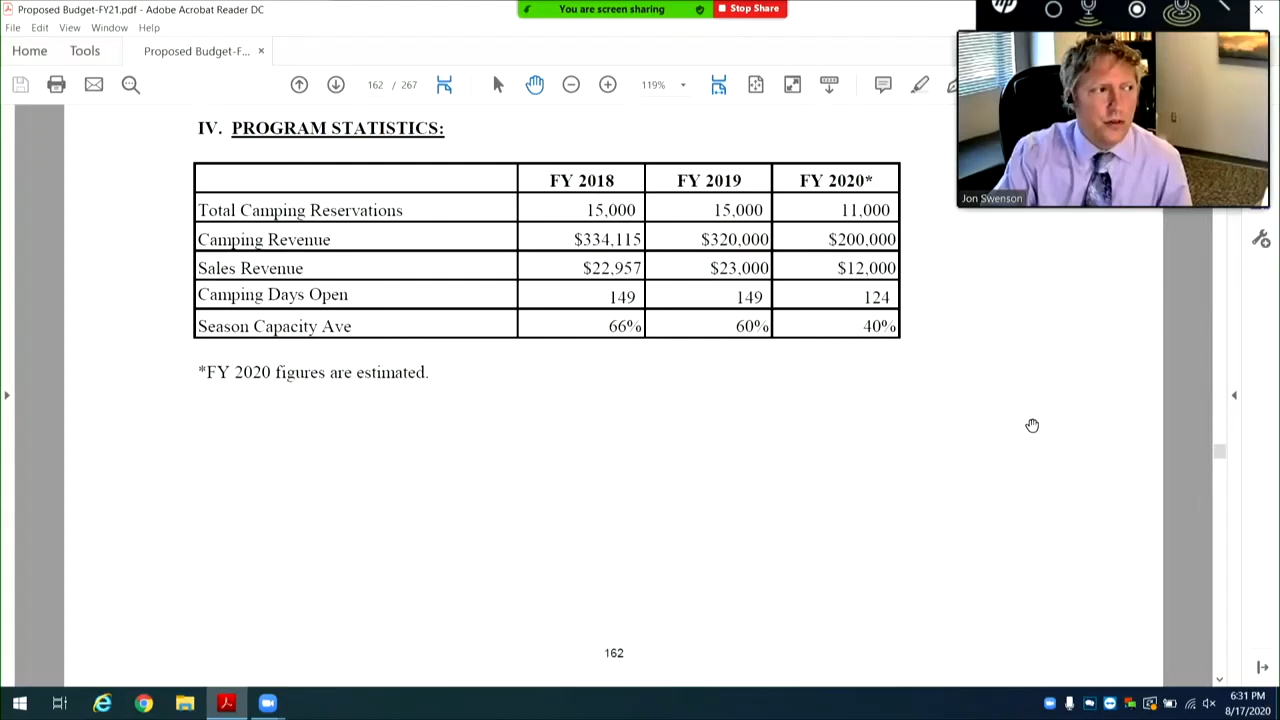 Proposed Budget-FY21.pdf - Adobe Acrobat Reader DC
You are screen sharing
Stop Share
File Edit View Window Help
Home Tools Proposed Budget-F... ×
162 / 267
119%
Jon Swenson
IV. PROGRAM STATISTICS:
FY 2018 FY 2019 FY 2020*
Total Camping Reservations 15,000 15,000 11,000
Camping Revenue $334,115 $320,000 $200,000
Sales Revenue $22,957 $23,000 $12,000
Camping Days Open 149 149 124
Season Capacity Ave 66% 60% 40%
*FY 2020 figures are estimated.
162
6:31 PM
8/17/2020